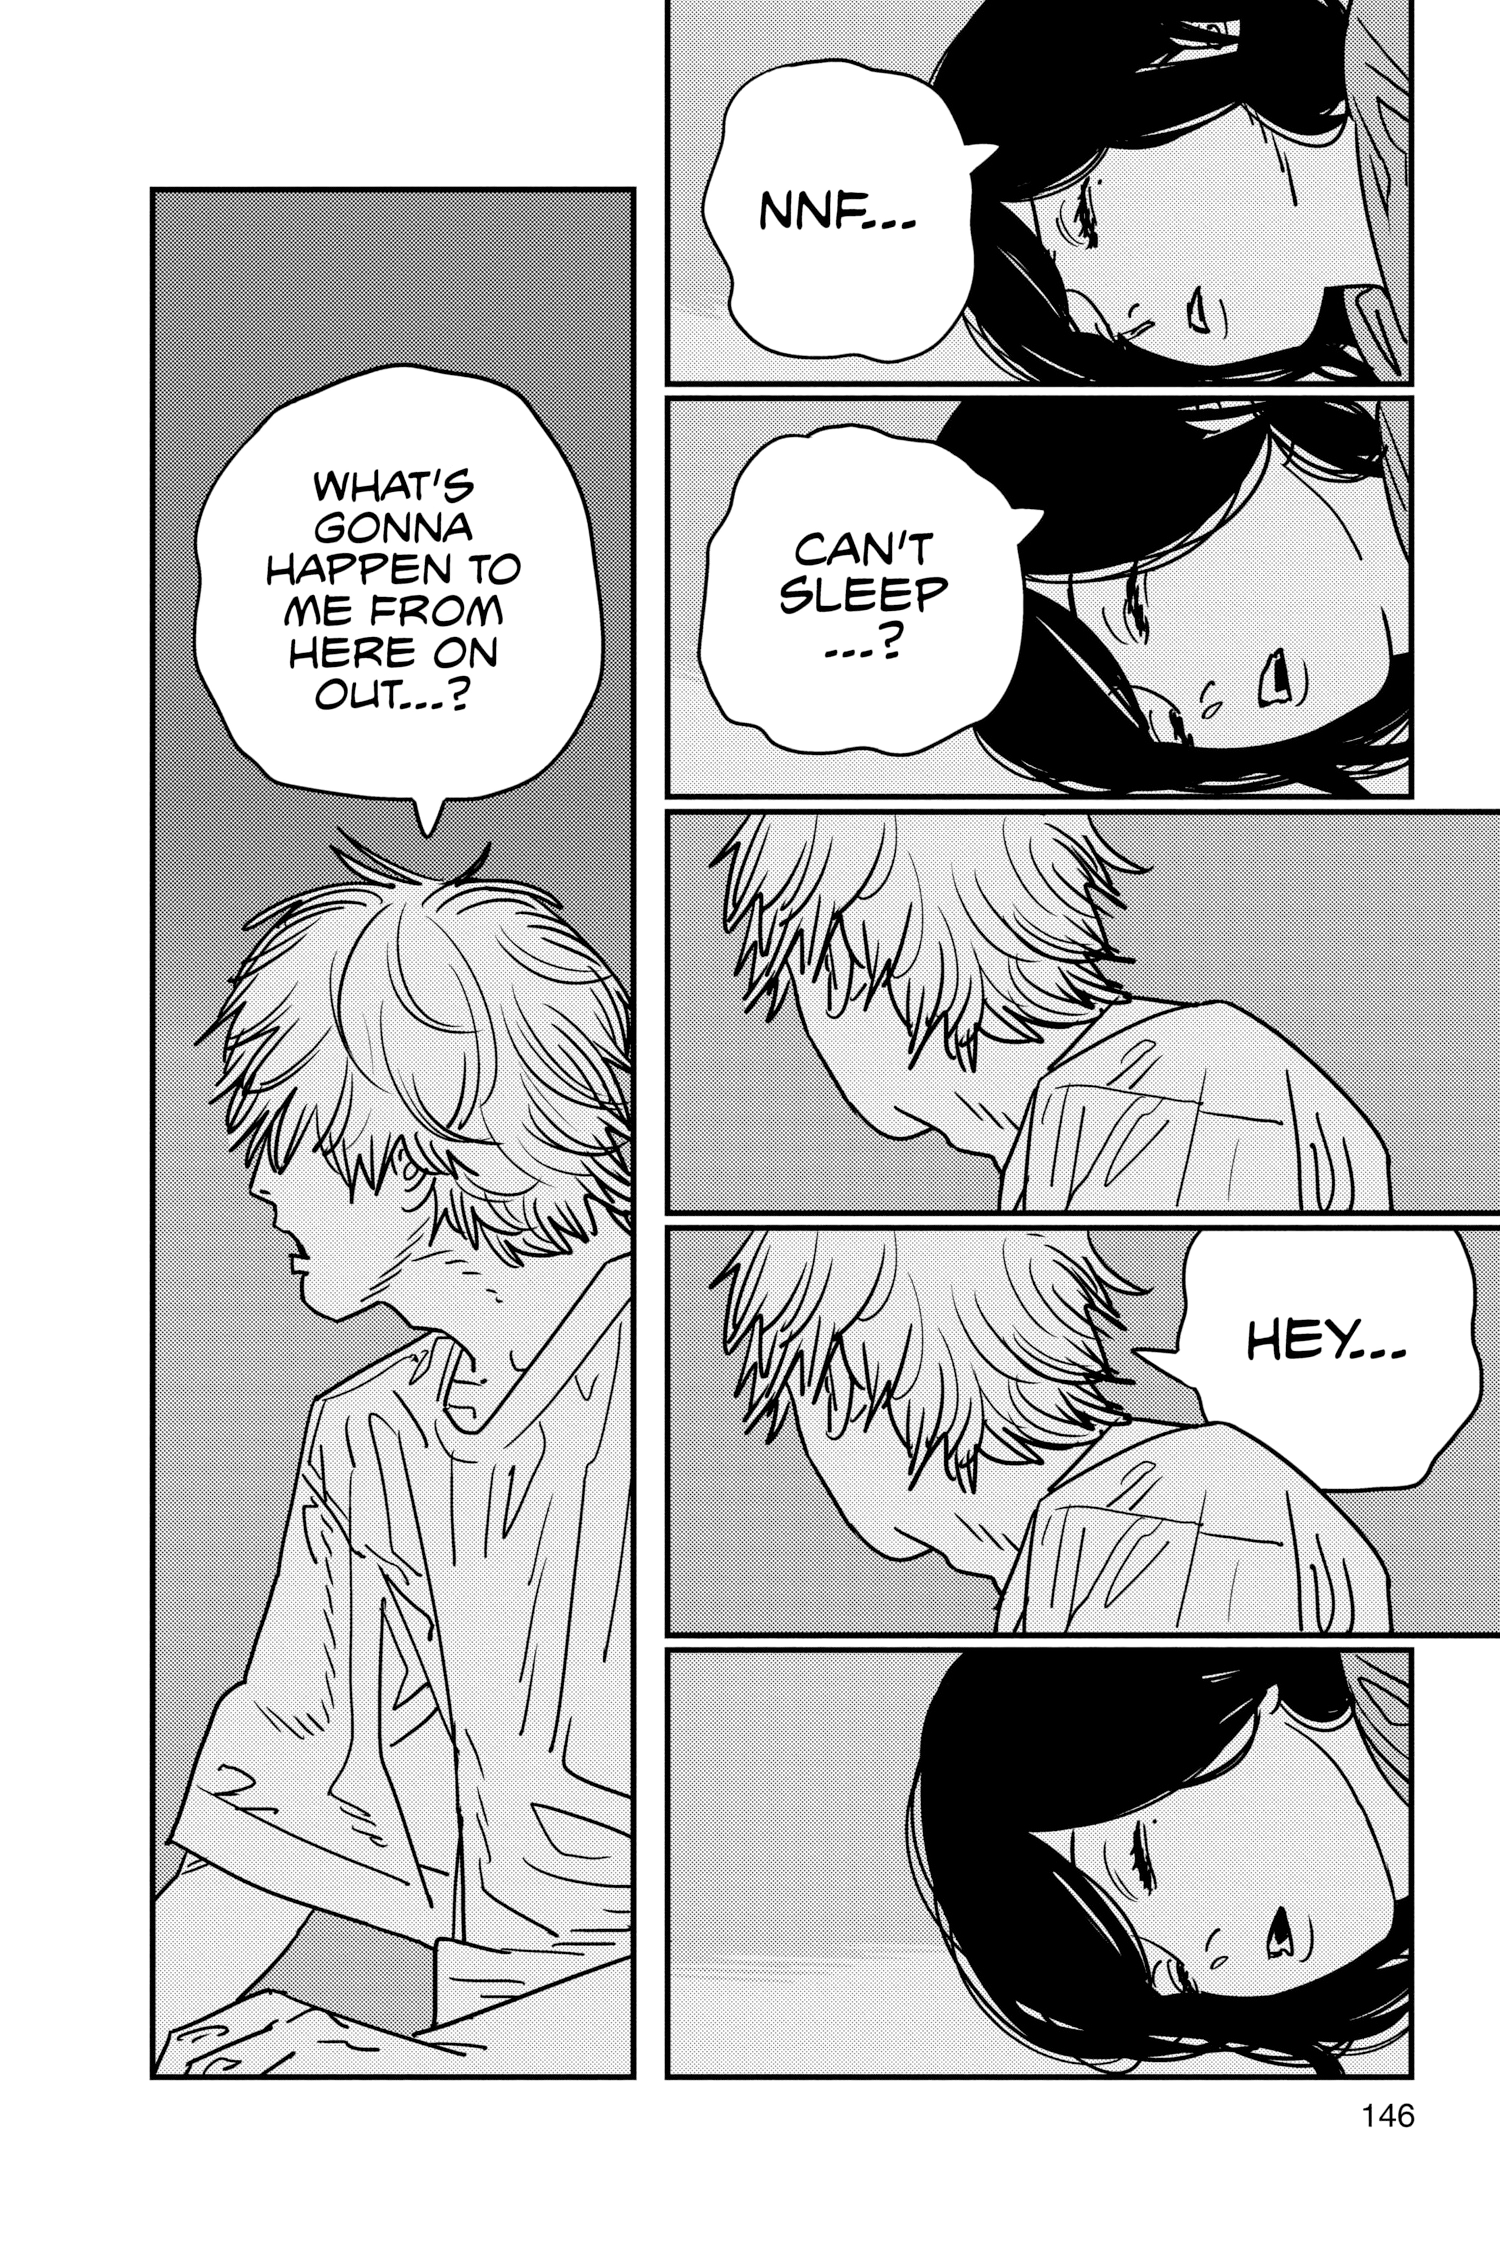 NNF...
CAN'T
SLEEP
...?
HEY...
WHAT'S
GONNA
HAPPEN TO
ME FROM
HERE ON
OUT...?
146